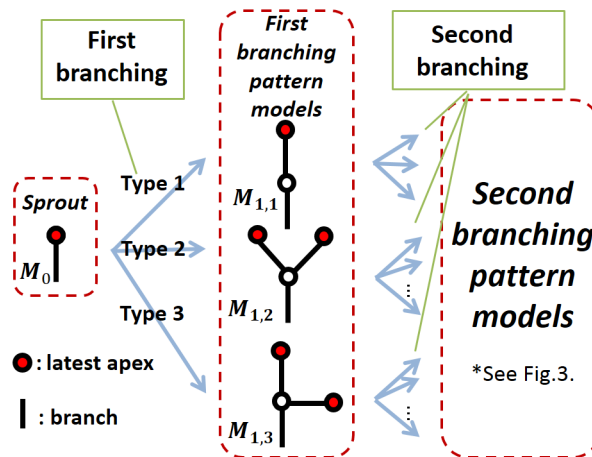 First
branching
First
branching
pattern
models
Second
branching
Sprout
M0
Type 1
Type 2
Type 3
M1,1
M1,2
M1,3
...
...
Second
branching
pattern
models
*See Fig.3.
: latest apex
: branch